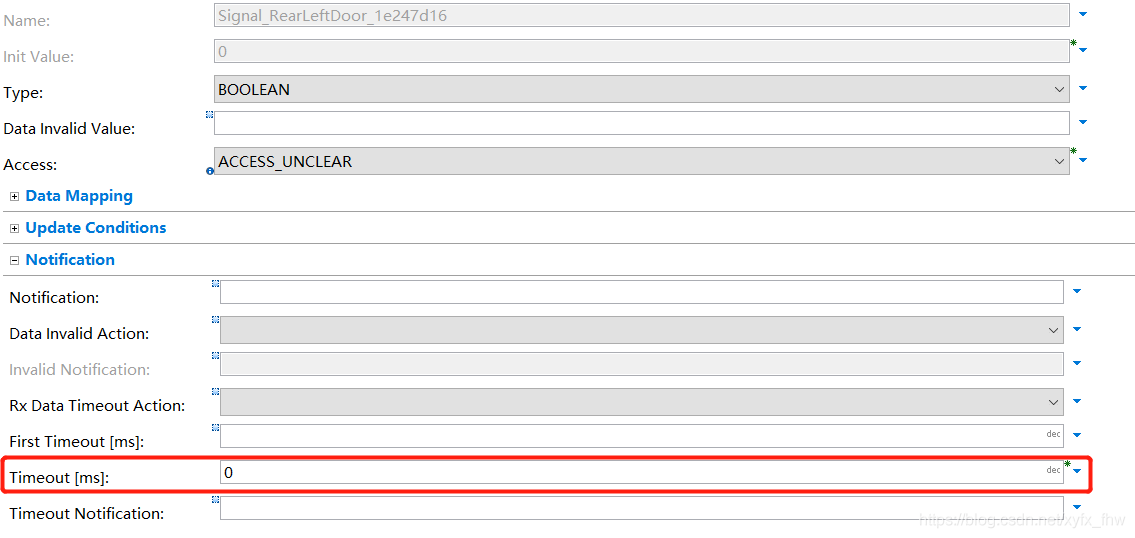 Name: Signal_RearLeftDoor_1e247d16
Init Value: 0
Type: BOOLEAN
Data Invalid Value:
Access: ACCESS_UNCLEAR
Data Mapping
Update Conditions
Notification
Notification:
Data Invalid Action:
Invalid Notification:
Rx Data Timeout Action:
First Timeout [ms]: dec
Timeout [ms]: 0 dec
Timeout Notification:
https://blog.csdn.net/xyfx_fhw